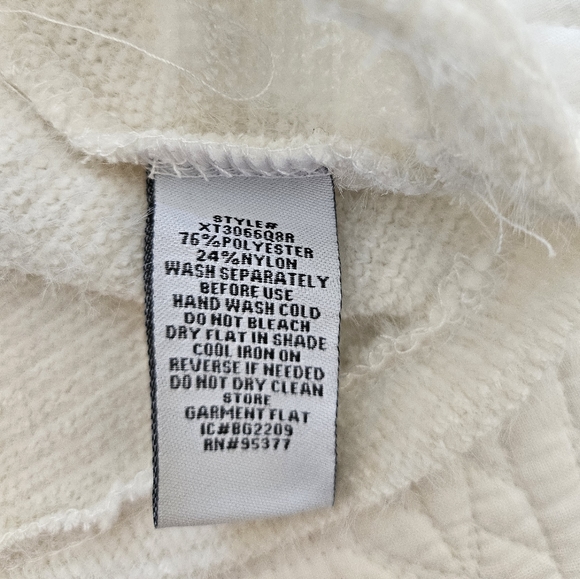 STYLE#
XT3066Q8R
76%POLYESTER
24%NYLON
WASH SEPARATELY
BEFORE USE
HAND WASH COLD
DO NOT BLEACH
DRY FLAT IN SHADE
COOL IRON ON
REVERSE IF NEEDED
DO NOT DRY CLEAN
STORE
GARMENT FLAT
IC#BG2209
RN#95377